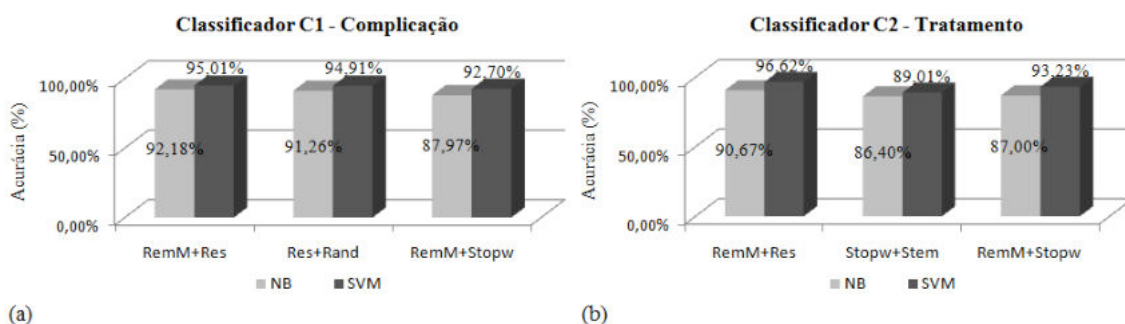 Classificador C1 - Complicação
95,01%
94,91%
92,70%
100,00%
Acurácia (%)
92,18%
91,26%
87,97%
50,00%
0,00%
RemM+Res
Res+Rand
RemM+Stopw
NB
SVM
(a)
Classificador C2 - Tratamento
96,62%
89,01%
93,23%
100,00%
Acurácia (%)
90,67%
86,40%
87,00%
50,00%
0,00%
RemM+Res
Stopw+Stem
RemM+Stopw
NB
SVM
(b)